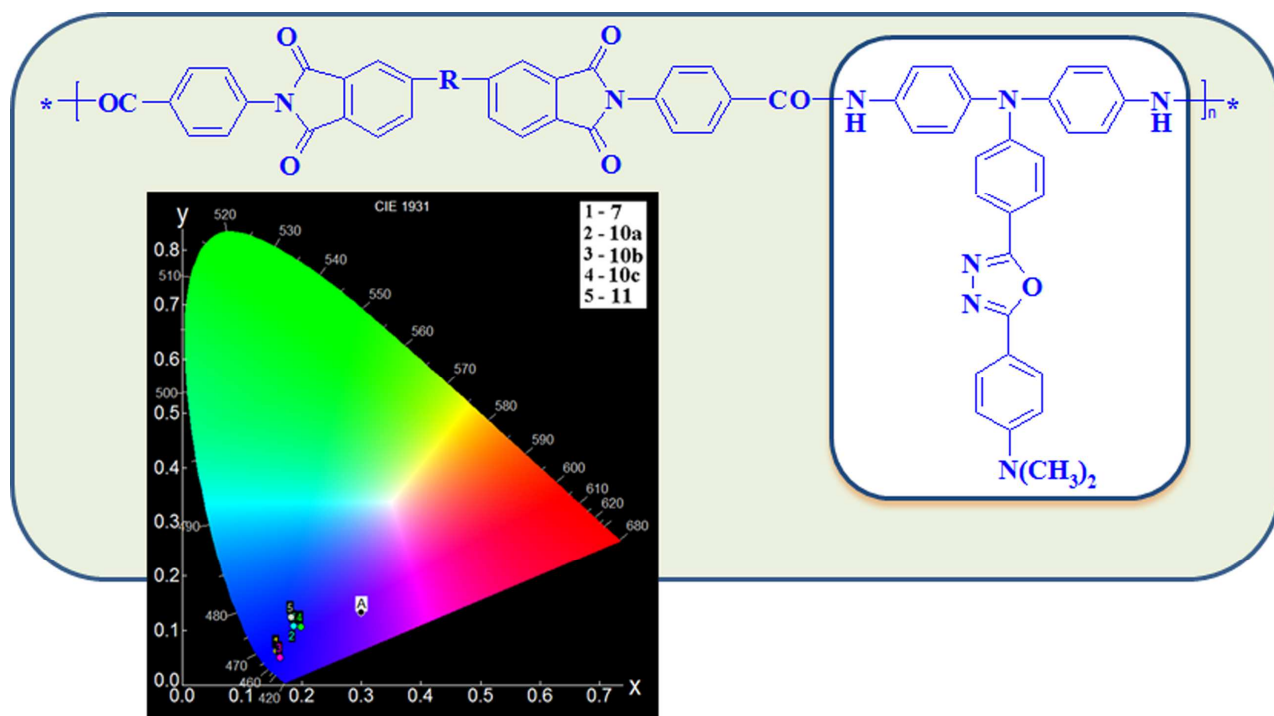 O O O O
* [ OC N R N CO N H N N H ]n *
O O O O
N N O
N(CH₃)₂
CIE 1931
y
1 - 7
2 - 10a
3 - 10b
4 - 10c
5 - 11
520
530
540
550
560
570
580
590
600
610
620
680
510
500
490
480
470
460
420
0.8
0.7
0.6
0.5
0.4
0.3
0.2
0.1
0.0
5 4
2
3
A
0.0 0.1 0.2 0.3 0.4 0.5 0.6 0.7 x